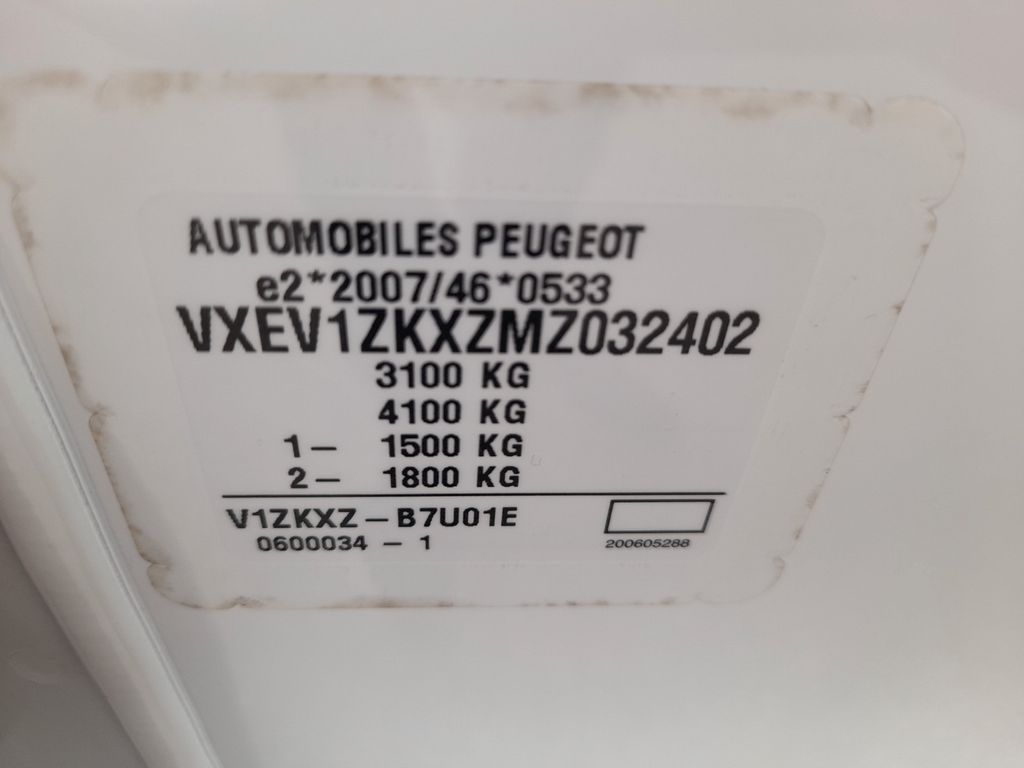 AUTOMOBILES PEUGEOT
e2*2007/46*0533
VXEV1ZKXZMZ032402
3100 KG
4100 KG
1- 1500 KG
2- 1800 KG
V1ZKXZ-B7U01E
0600034 - 1
200605288